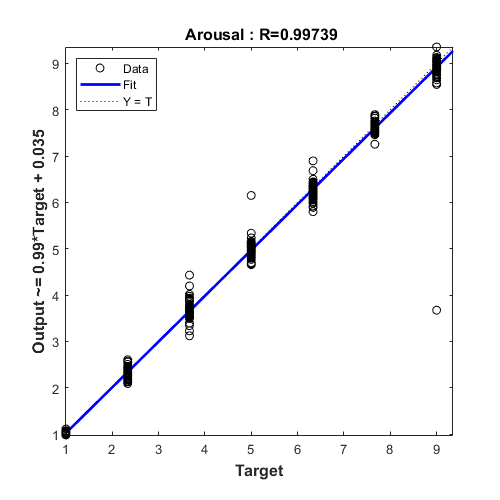 Arousal : R=0.99739
Data
Fit
Y = T
Output ~= 0.99*Target + 0.035
9
8
7
6
5
4
3
2
1
1 2 3 4 5 6 7 8 9
Target